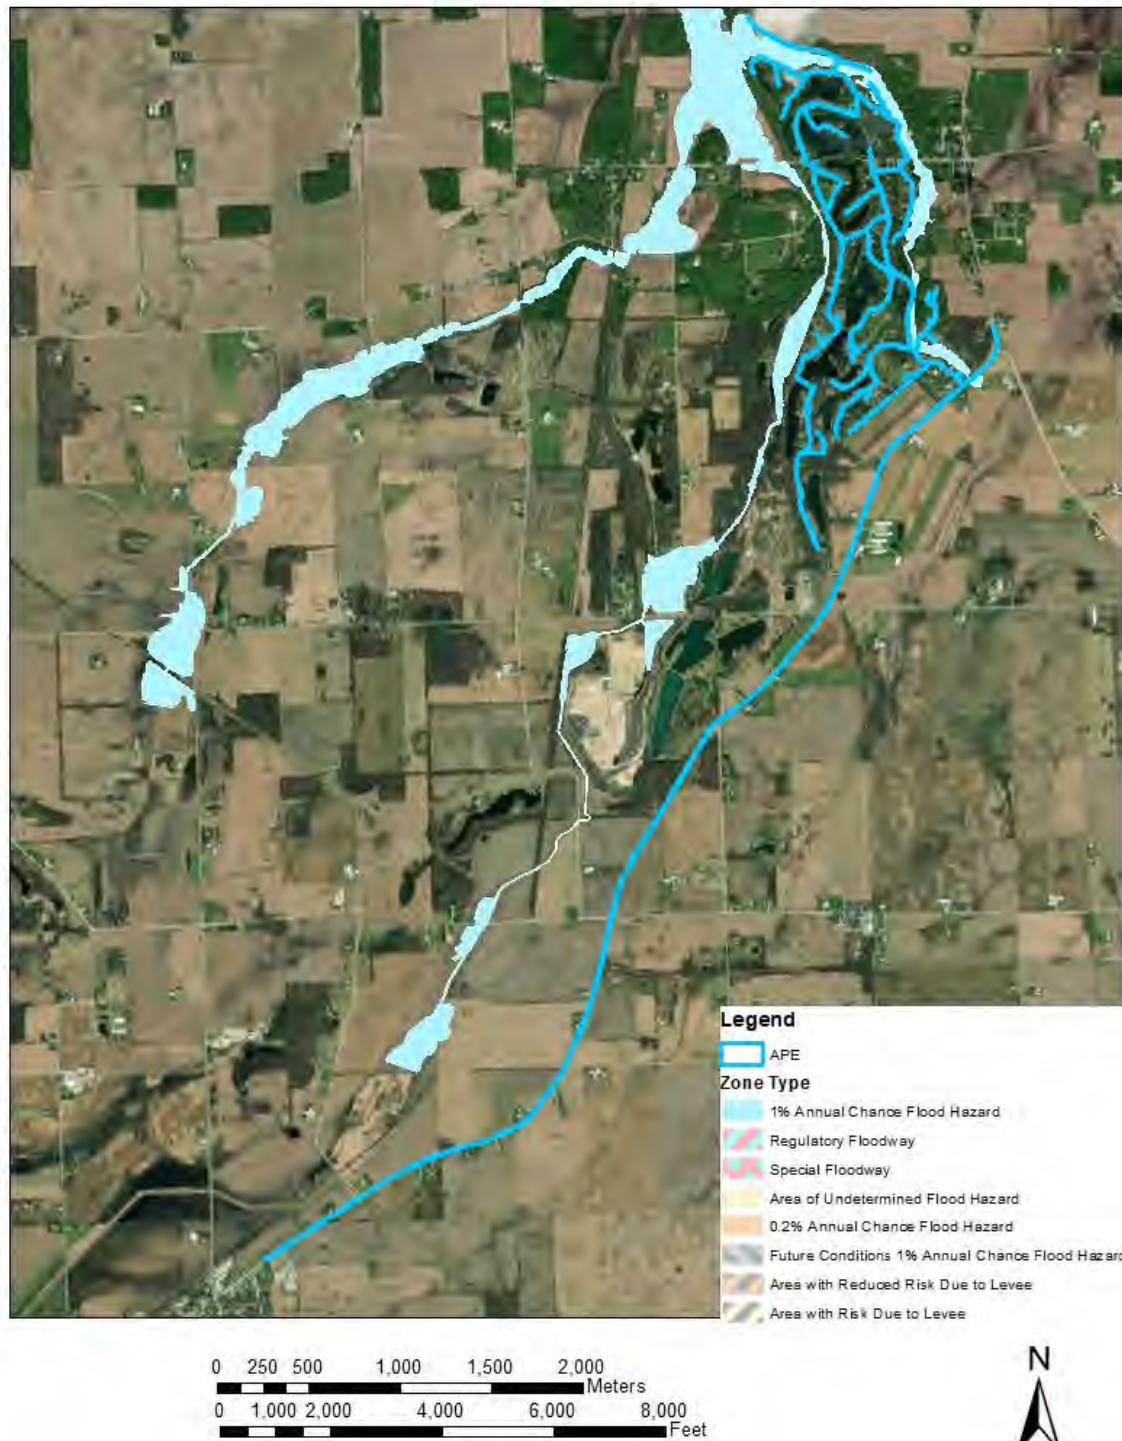 Legend
APE
Zone Type
1% Annual Chance Flood Hazard
Regulatory Floodway
Special Floodway
Area of Undetermined Flood Hazard
0.2% Annual Chance Flood Hazard
Future Conditions 1% Annual Chance Flood Hazard
Area with Reduced Risk Due to Levee
Area with Risk Due to Levee
0 250 500 1,000 1,500 2,000
Meters
0 1,000 2,000 4,000 6,000 8,000
Feet
N